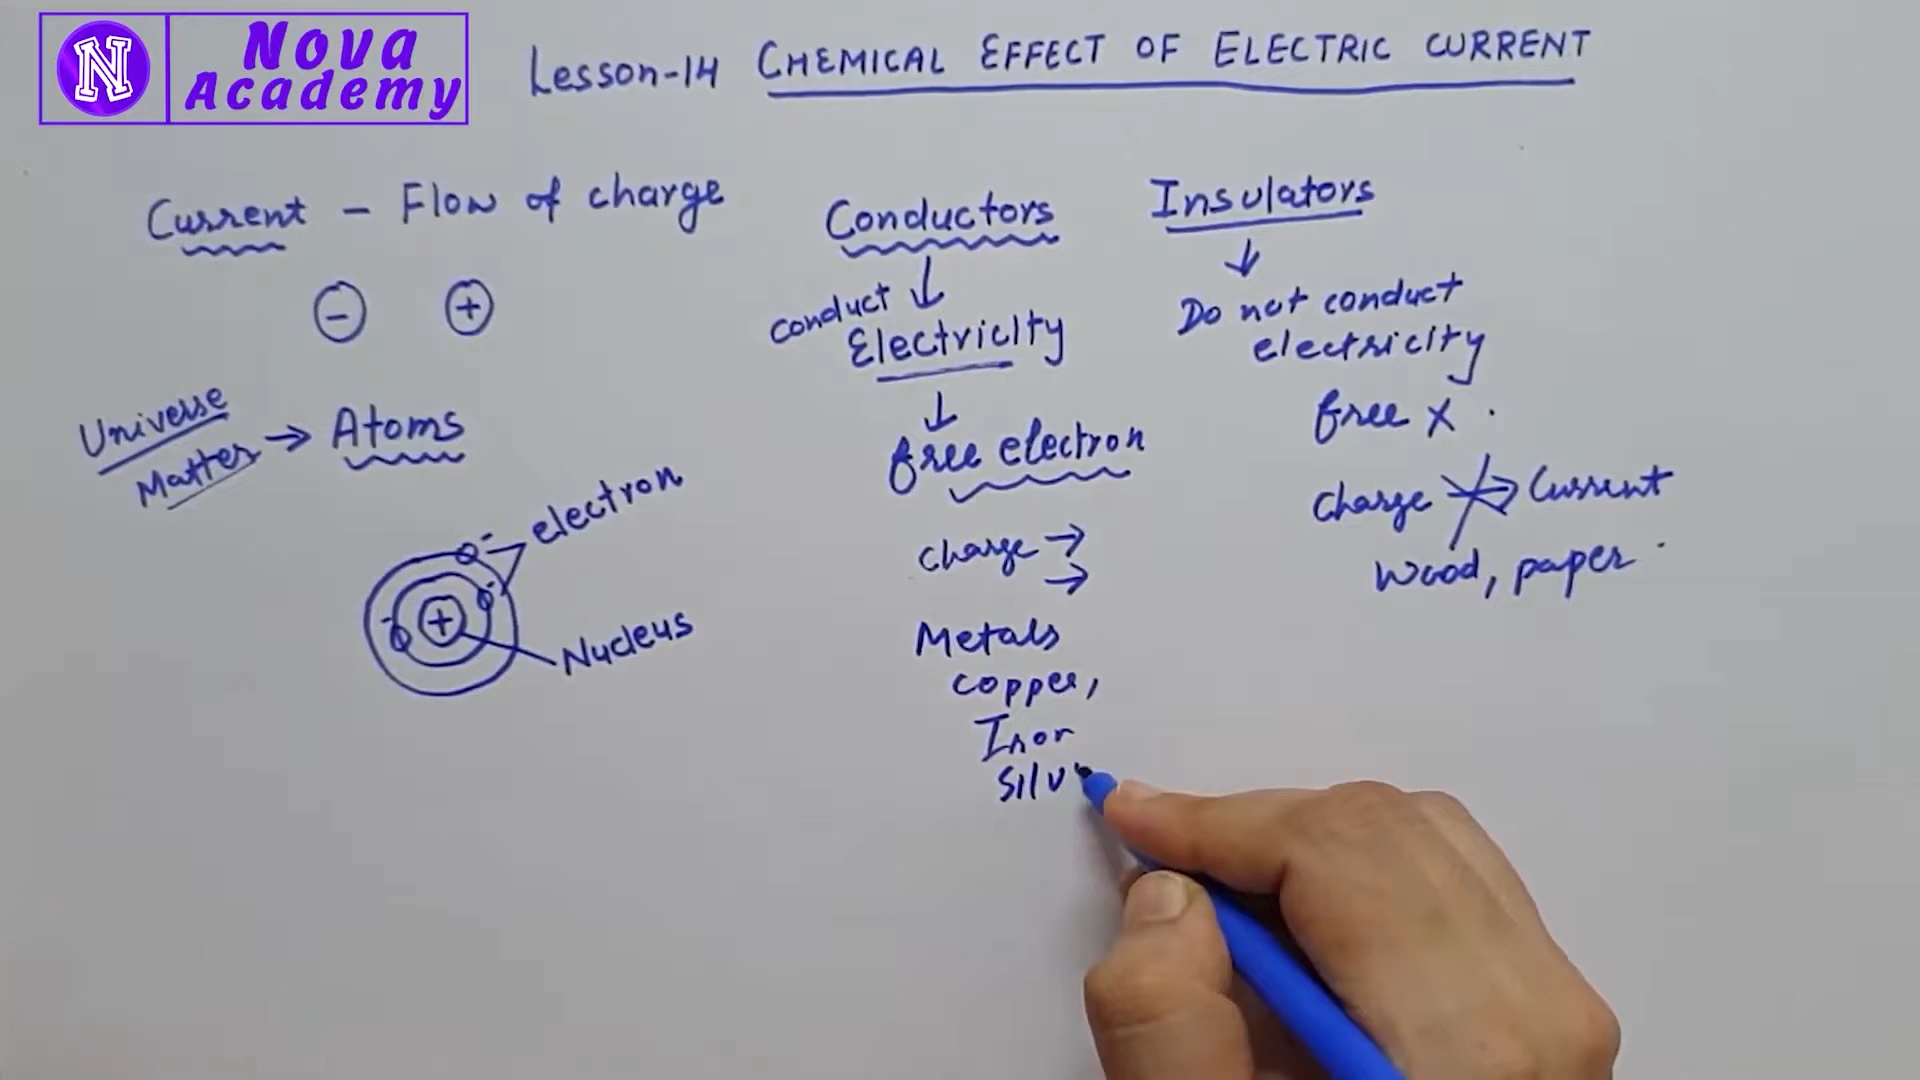 N
Nova
Academy
Lesson-14 CHEMICAL EFFECT OF ELECTRIC CURRENT
Current - Flow of charge
- +
Universe
Matter → Atoms
electron
+
Nucleus
Conductors
↓
conduct
Electricity
↓
free electron
charge →
→
Metals
copper,
Iron
Silv
Insulators
↓
Do not conduct
electricity
free X .
charge → Current
wood, paper .